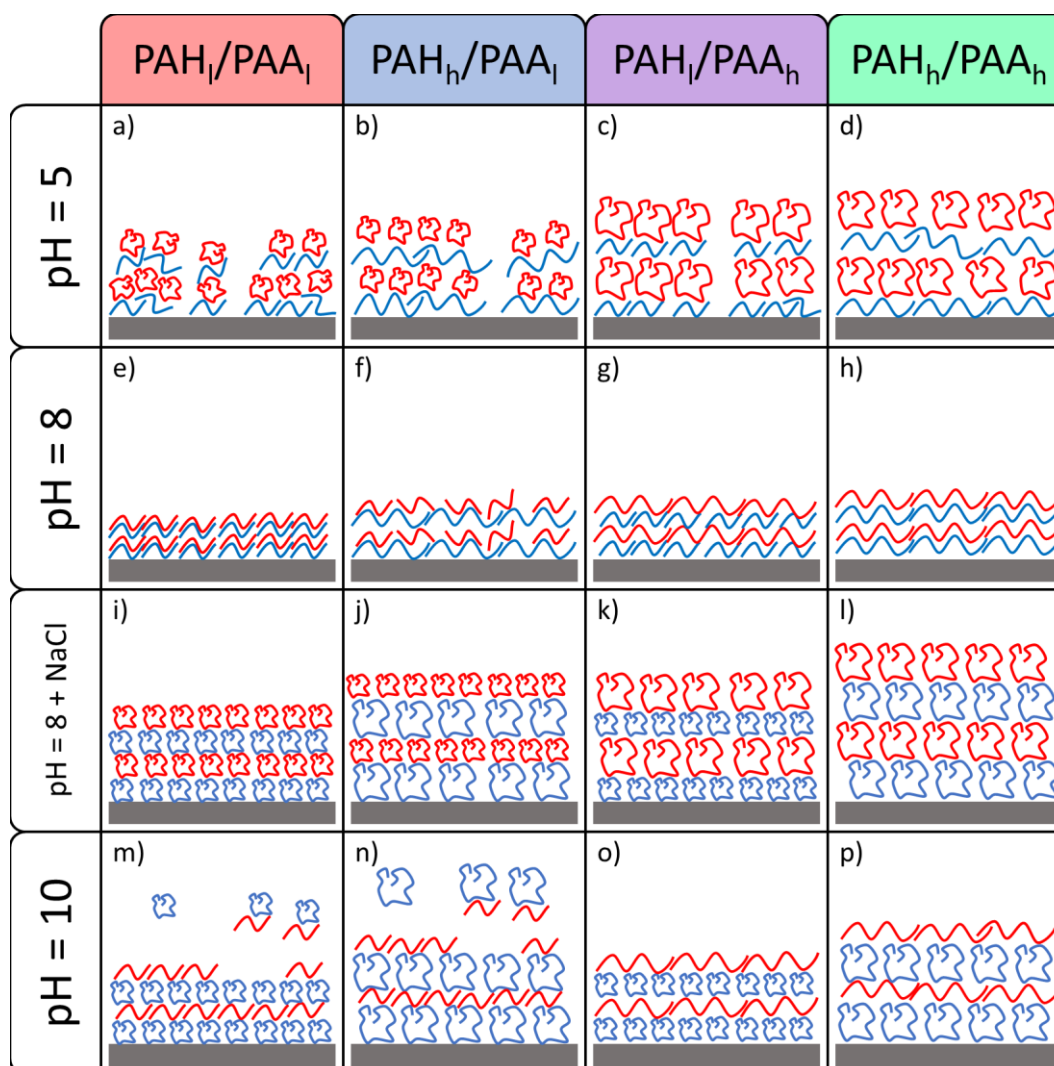 PAHₗ/PAAₗ
PAHₕ/PAAₗ
PAHₗ/PAAₕ
PAHₕ/PAAₕ
pH = 5
a)
b)
c)
d)
pH = 8
e)
f)
g)
h)
pH = 8 + NaCl
i)
j)
k)
l)
pH = 10
m)
n)
o)
p)